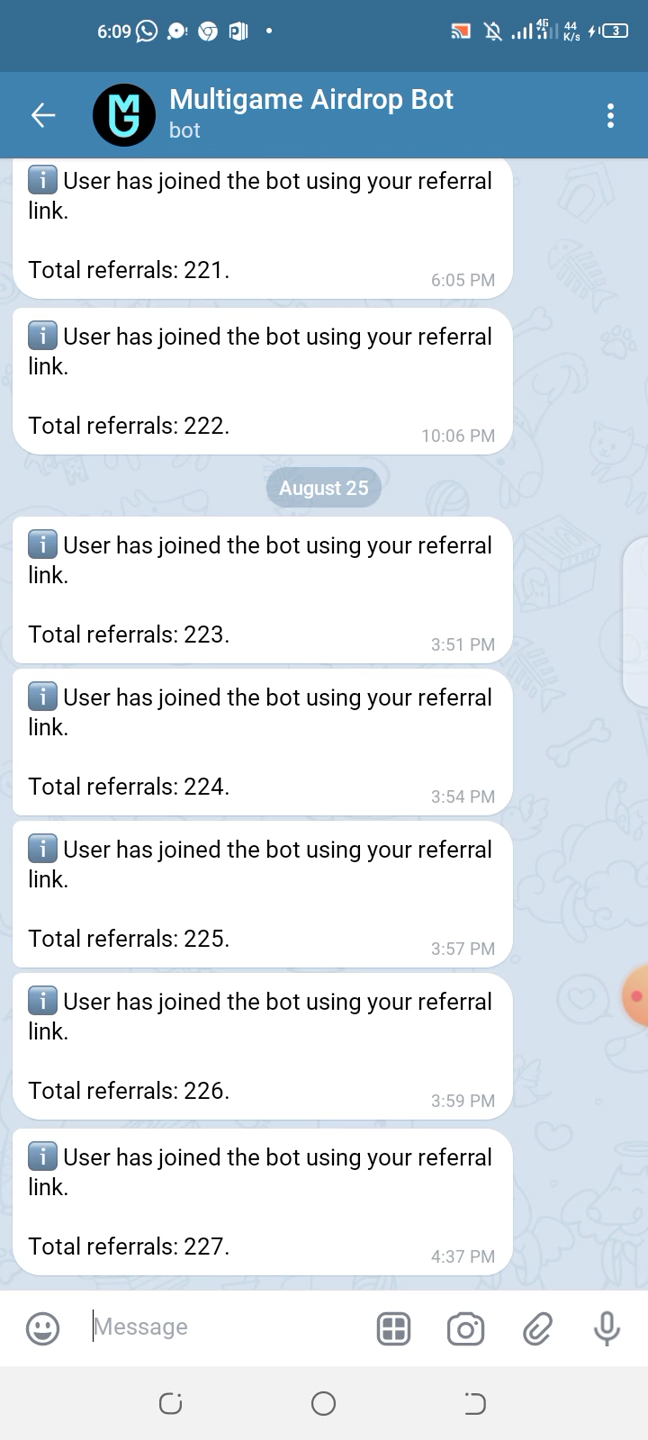 6:09
4G
44
K/s
3
Multigame Airdrop Bot
bot
i User has joined the bot using your referral
link.
Total referrals: 221.
6:05 PM
i User has joined the bot using your referral
link.
Total referrals: 222.
10:06 PM
August 25
i User has joined the bot using your referral
link.
Total referrals: 223.
3:51 PM
i User has joined the bot using your referral
link.
Total referrals: 224.
3:54 PM
i User has joined the bot using your referral
link.
Total referrals: 225.
3:57 PM
i User has joined the bot using your referral
link.
Total referrals: 226.
3:59 PM
i User has joined the bot using your referral
link.
Total referrals: 227.
4:37 PM
Message